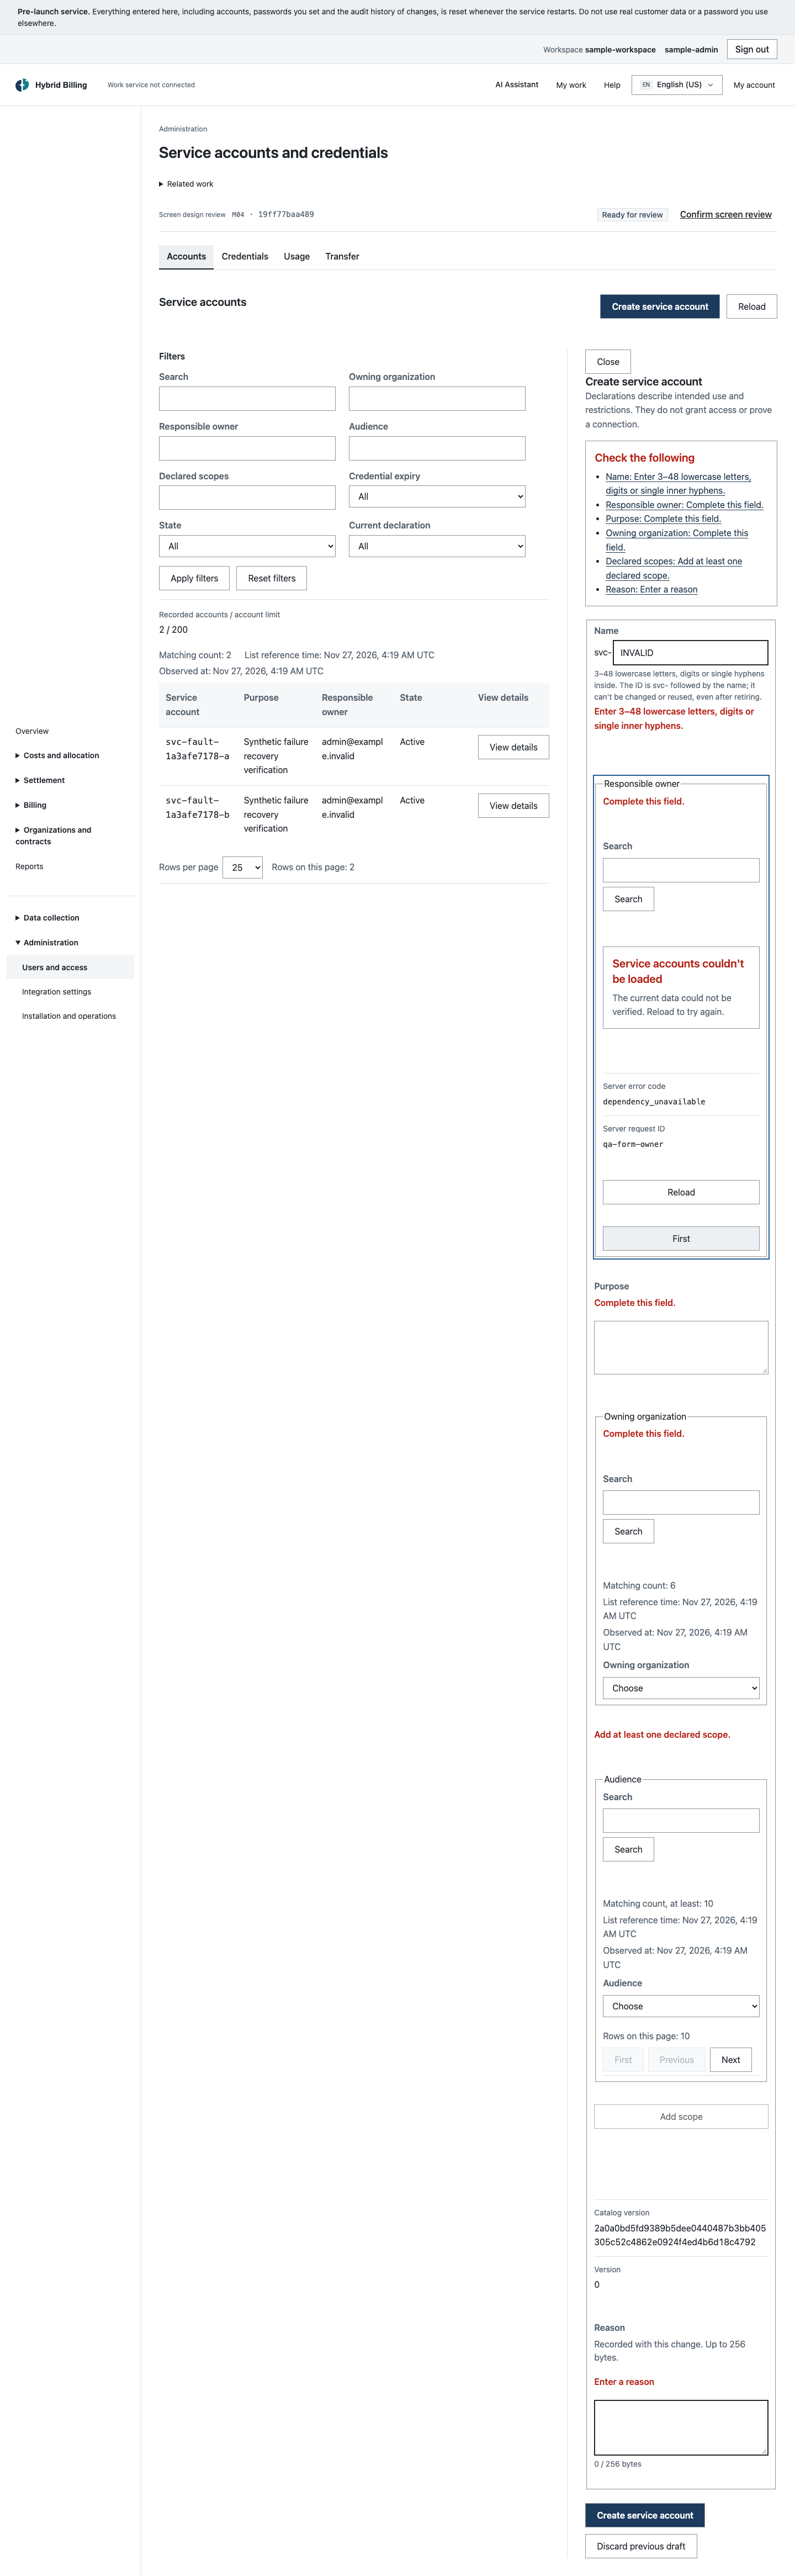 Pre-launch service. Everything entered here, including accounts, passwords you set and the audit history of changes, is reset whenever the service restarts. Do not use real customer data or a password you use
elsewhere.
Workspace sample-workspace sample-admin Sign out
Hybrid Billing Work service not connected AI Assistant My work Help EN English (US) My account
Administration
Service accounts and credentials
Related work
Screen design review M04 · 19ff77baa489 Ready for review Confirm screen review
Accounts Credentials Usage Transfer
Service accounts Create service account Reload
Filters
Search Owning organization
Responsible owner Audience
Declared scopes Credential expiry
All
State Current declaration
All All
Apply filters Reset filters
Recorded accounts / account limit
2 / 200
Matching count: 2 List reference time: Nov 27, 2026, 4:19 AM UTC
Observed at: Nov 27, 2026, 4:19 AM UTC
Service account Purpose Responsible owner State View details
svc-fault-1a3afe7178-a Synthetic failure recovery verification admin@example.invalid Active View details
svc-fault-1a3afe7178-b Synthetic failure recovery verification admin@example.invalid Active View details
Rows per page 25 Rows on this page: 2
Overview
Costs and allocation
Settlement
Billing
Organizations and
contracts
Reports
Data collection
Administration
Users and access
Integration settings
Installation and operations
Close
Create service account
Declarations describe intended use and
restrictions. They do not grant access or prove
a connection.
Check the following
Name: Enter 3–48 lowercase letters,
digits or single inner hyphens.
Responsible owner: Complete this field.
Purpose: Complete this field.
Owning organization: Complete this
field.
Declared scopes: Add at least one
declared scope.
Reason: Enter a reason
Name
svc- INVALID
3–48 lowercase letters, digits or single hyphens
inside. The ID is svc- followed by the name; it
can't be changed or reused, even after retiring.
Enter 3–48 lowercase letters, digits or
single inner hyphens.
Responsible owner
Complete this field.
Search
Search
Service accounts couldn't
be loaded
The current data could not be
verified. Reload to try again.
Server error code
dependency_unavailable
Server request ID
qa-form-owner
Reload
First
Purpose
Complete this field.
Owning organization
Complete this field.
Search
Search
Matching count: 6
List reference time: Nov 27, 2026, 4:19
AM UTC
Observed at: Nov 27, 2026, 4:19 AM
UTC
Owning organization
Choose
Add at least one declared scope.
Audience
Search
Search
Matching count, at least: 10
List reference time: Nov 27, 2026, 4:19
AM UTC
Observed at: Nov 27, 2026, 4:19 AM
UTC
Audience
Choose
Rows on this page: 10
First Previous Next
Add scope
Catalog version
2a0a0bd5fd9389b5dee0440487b3bb405
305c52c4862e0924f4ed4b6d18c4792
Version
0
Reason
Recorded with this change. Up to 256
bytes.
Enter a reason
0 / 256 bytes
Create service account
Discard previous draft